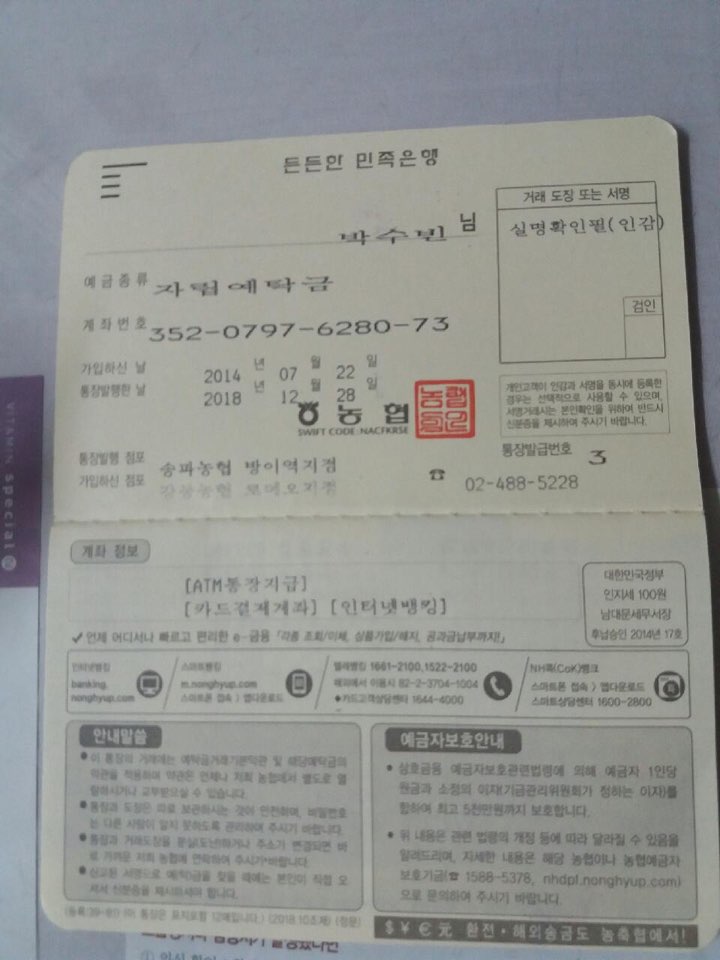 든든한 민족은행
거래 도장 또는 서명
박수빈 님
실명확인필(인감)
예금종류 자립예탁금
검인
계좌번호 352-0797-6280-73
가입하신 날 2014 년 07 월 22 일
통장발행한 날 2018 년 12 월 28 일
농협
SWIFT CODE:NACFKRSE
개인고객이 인감과 서명을 동시에 등록한
경우는 선택적으로 사용할 수 있으며,
서명거래시는 본인확인을 위하여 반드시
신분증을 제시하여 주시기 바랍니다.
통장발급번호 3
통장발행 점포 송파농협 방이역지점
가입하신 점포 강상농협 로데오지점
☎ 02-488-5228
계좌 정보
[ATM통장지급]
[카드결제계좌] [인터넷뱅킹]
대한민국정부
인지세 100원
남대문세무서장
후납승인 2014년 17호
✔언제 어디서나 빠르고 편리한 e-금융「각종 조회/이체, 상품가입/해지, 공과금납부까지!!」
인터넷뱅킹
banking.
nonghyup.com
스마트뱅킹
m.nonghyup.com
스마트폰 접속 > 앱다운로드
텔레뱅킹 1661-2100,1522-2100
해외에서 이용시 82-2-3704-1004
◆카드고객상담센터 1644-4000
NH콕(CoK)뱅크
스마트폰 접속 > 앱다운로드
스마트상담센터 1600-2800
안내말씀
●이 통장의 거래에는 예탁금거래기본약관 및 해당예탁금의
약관을 적용하며 약관은 언제나 저희 농협에서 별도로 열
람하시거나 교부받으실 수 있습니다.
●통장과 도장은 따로 보관하시는 것이 안전하며, 비밀번호
는 다른 사람이 알지 못하도록 관리하여 주시기 바랍니다.
●통장과 거래도장을 분실(도난)하거나 주소가 변경되면 바
로 가까운 저희 농협에 연락하여 주시기 바랍니다.
●신고된 서명으로 예(적)금을 찾을 때에는 본인이 직접 오
셔서 신분증을 제시하셔야 합니다.
예금자보호안내
● 상호금융 예금자보호관련법령에 의해 예금자 1인당
원금과 소정의 이자(기금관리위원회가 정하는 이자)를
합하여 최고 5천만원까지 보호합니다.
● 위 내용은 관련 법령의 개정 등에 따라 달라질 수 있음을
알려드리며, 자세한 내용은 해당 농협이나 농협예금자
보호기금(☎ 1588-5378, nhdpl.nonghyup.com)
으로 문의하여 주시기 바랍니다.
(이 통장은 표지포함 12매입니다.) (2018.10조제) (정문)
$ ¥ € 元 환전·해외송금도 농축협에서!
VITAMIN special